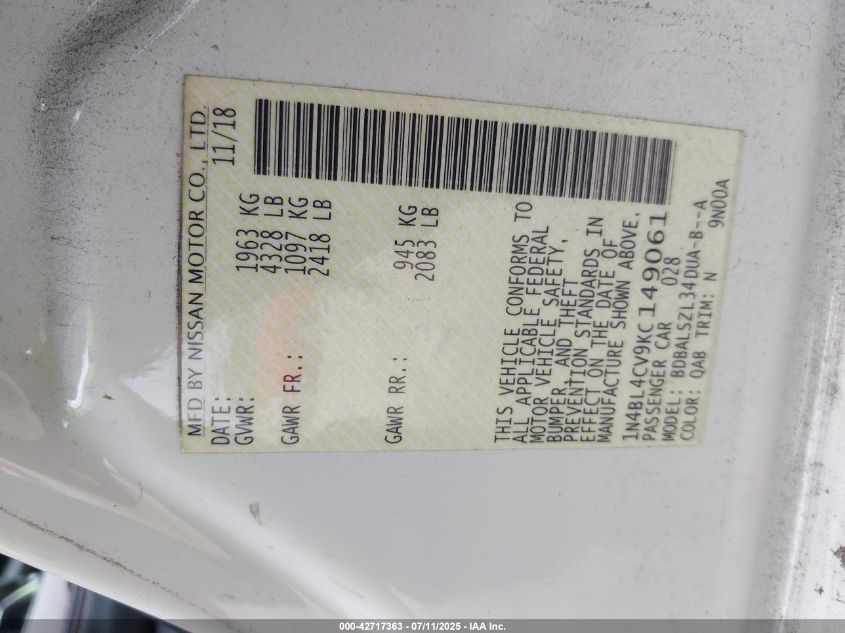 MFD BY NISSAN MOTOR CO., LTD.
DATE: 11/18
GVWR: 1963 KG
4328 LB
GAWR FR.: 1097 KG
2418 LB
GAWR RR.: 945 KG
2083 LB
THIS VEHICLE CONFORMS TO
ALL APPLICABLE FEDERAL
MOTOR VEHICLE SAFETY,
BUMPER, AND THEFT
PREVENTION STANDARDS IN
EFFECT ON THE DATE OF
MANUFACTURE SHOWN ABOVE.
1N4BL4CV9KC149061
PASSENGER CAR 028
MODEL: BDBALSZL34DUA-B--A
COLOR: QAB TRIM: N 9N00A
000-42717363 - 07/11/2025 - IAA Inc.